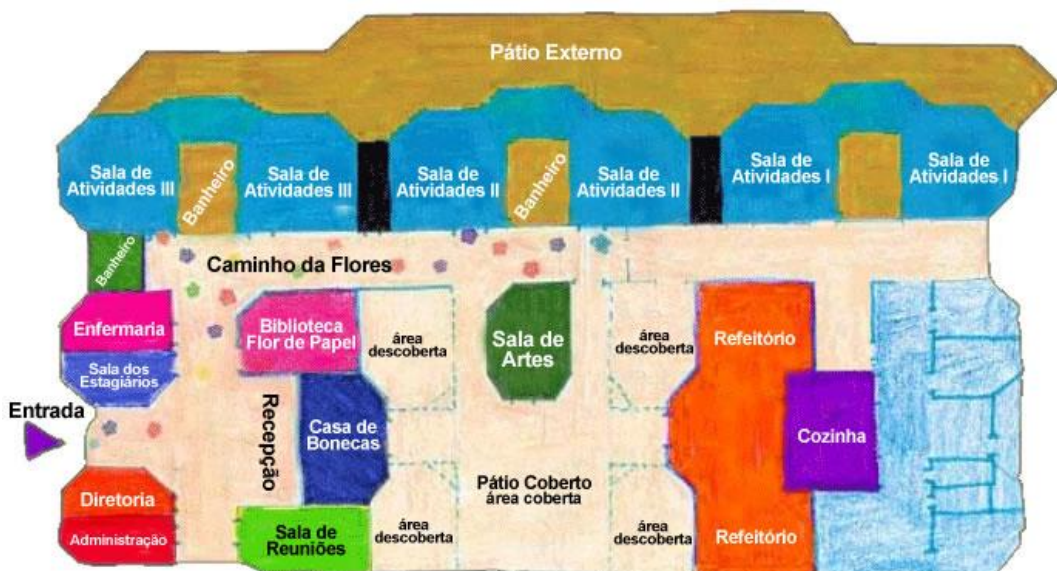 Pátio Externo
Sala de
Atividades III
Banheiro
Sala de
Atividades III
Sala de
Atividades II
Banheiro
Sala de
Atividades II
Sala de
Atividades I
Sala de
Atividades I
Banheiro
Caminho da Flores
Enfermaria
Biblioteca
Flor de Papel
área
descoberta
Sala de
Artes
área
descoberta
Refeitório
Sala dos
Estagiários
Entrada
Recepção
Casa de
Bonecas
Cozinha
Diretoria
Pátio Coberto
área coberta
Administração
Sala de
Reuniões
área
descoberta
área
descoberta
Refeitório